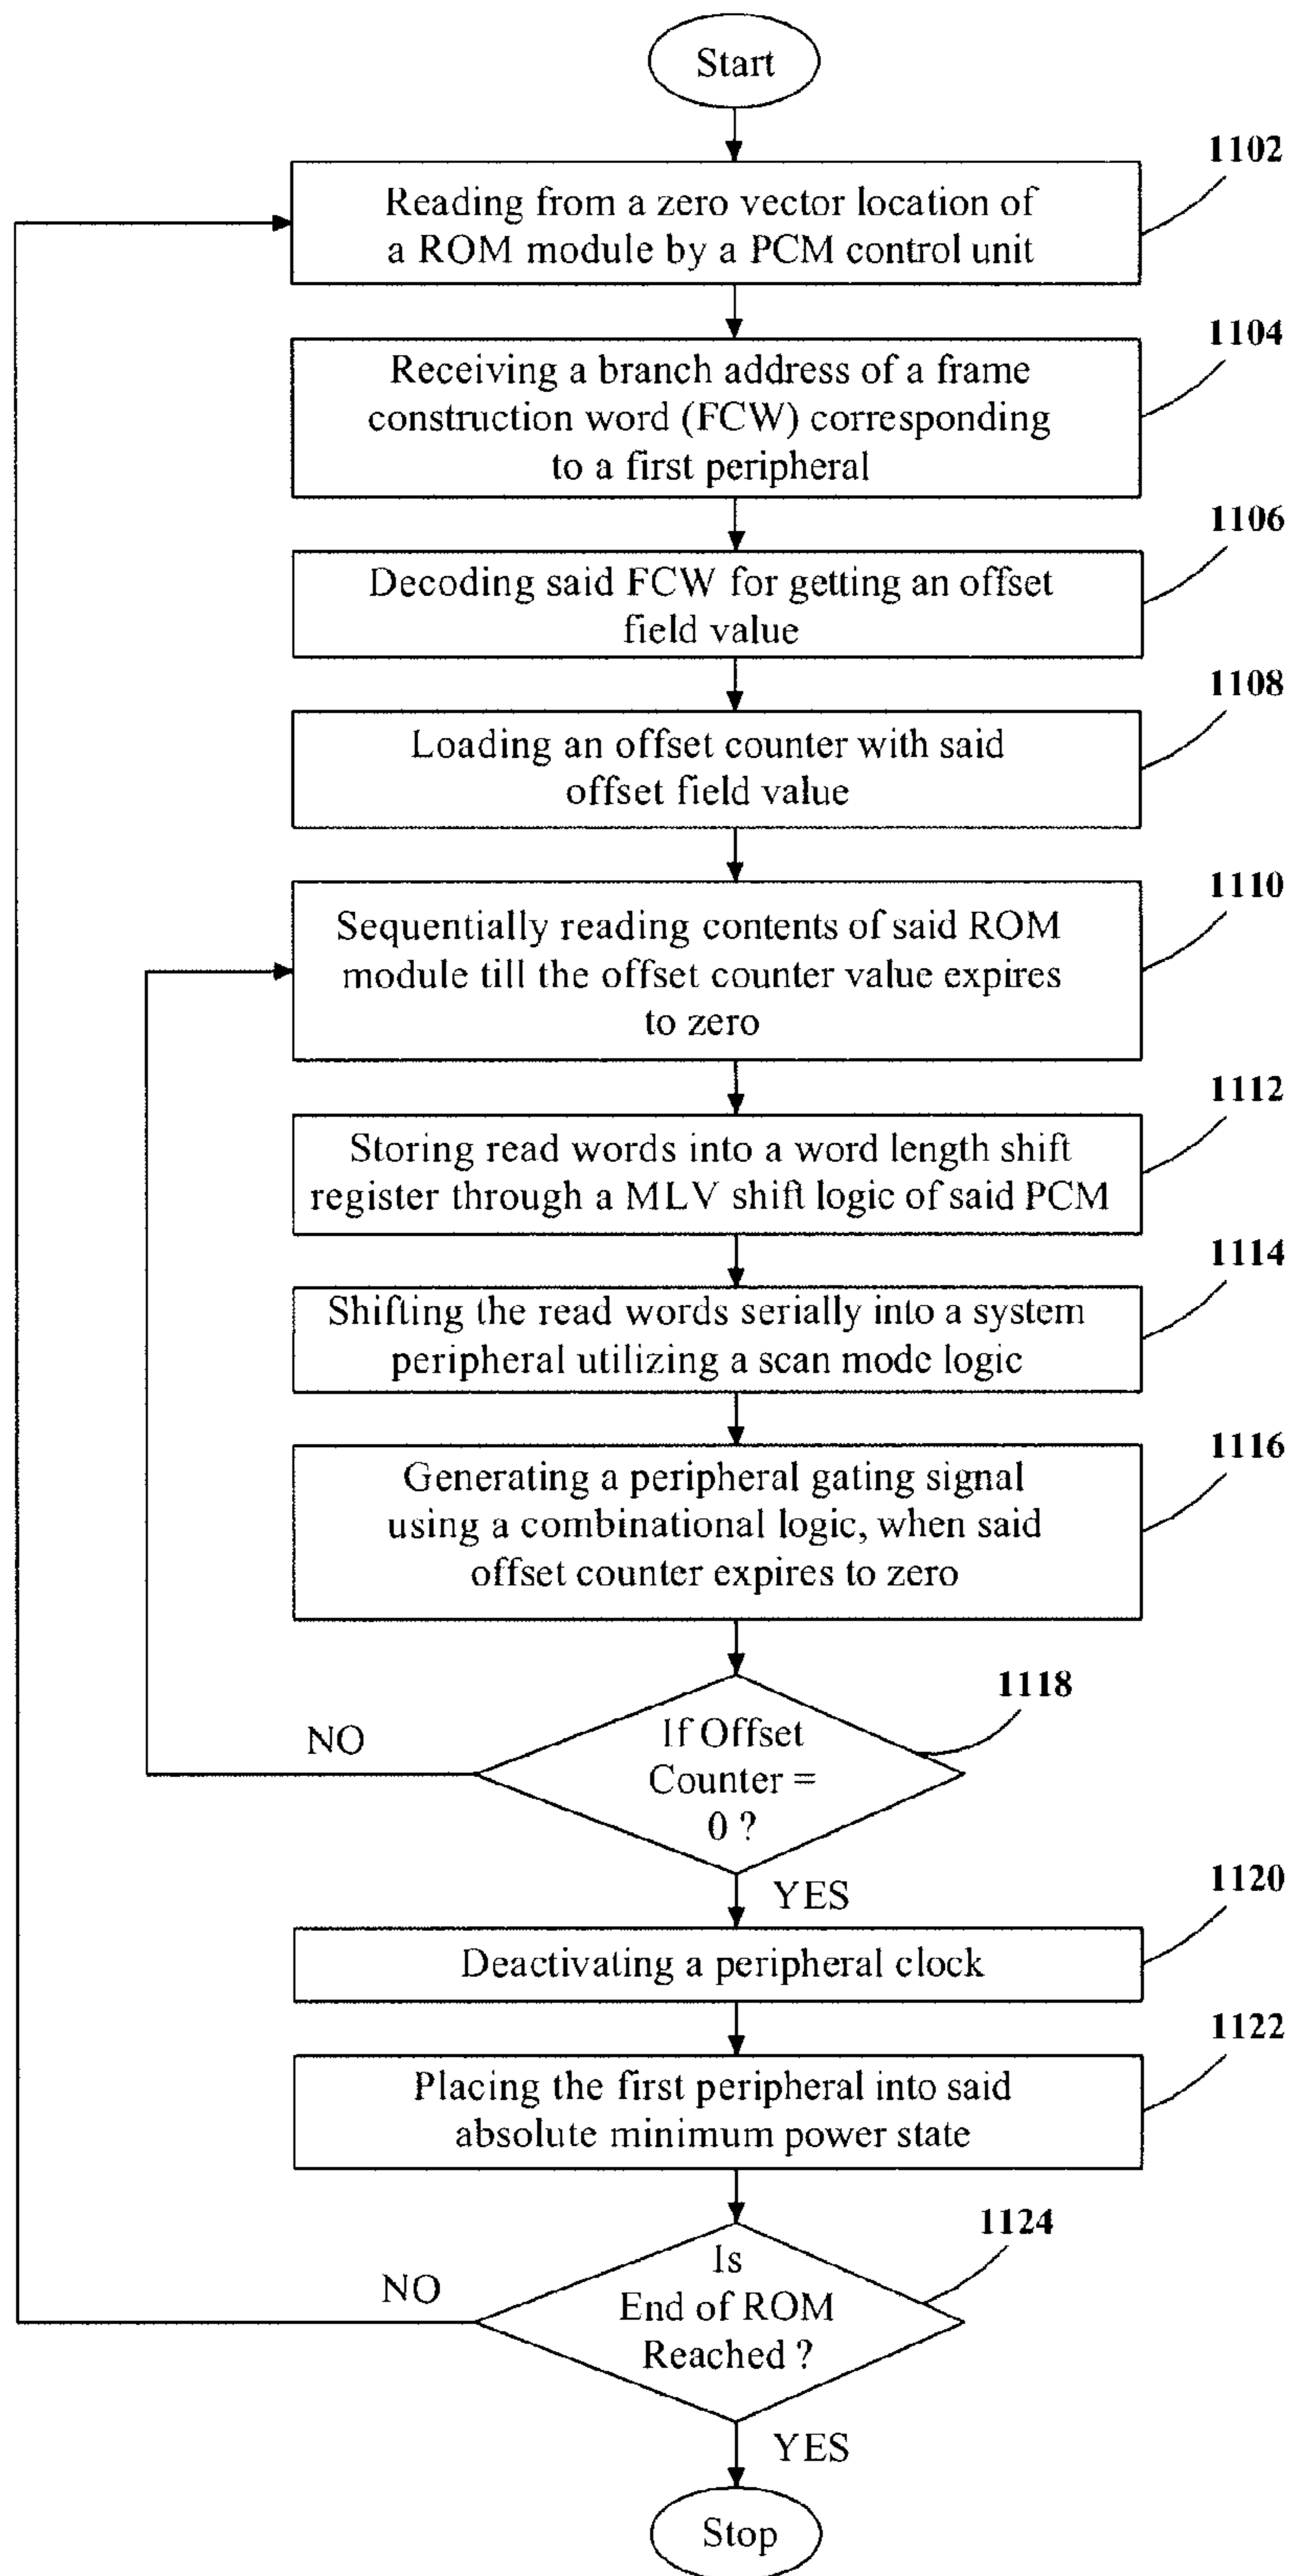 Start
1102
Reading from a zero vector location of
a ROM module by a PCM control unit
1104
Receiving a branch address of a frame
construction word (FCW) corresponding
to a first peripheral
1106
Decoding said FCW for getting an offset
field value
1108
Loading an offset counter with said
offset field value
1110
Sequentially reading contents of said ROM
module till the offset counter value expires
to zero
1112
Storing read words into a word length shift
register through a MLV shift logic of said PCM
1114
Shifting the read words serially into a system
peripheral utilizing a scan mode logic
1116
Generating a peripheral gating signal
using a combinational logic, when said
offset counter expires to zero
1118
NO
If Offset
Counter =
0 ?
YES
1120
Deactivating a peripheral clock
1122
Placing the first peripheral into said
absolute minimum power state
1124
NO
Is
End of ROM
Reached ?
YES
Stop